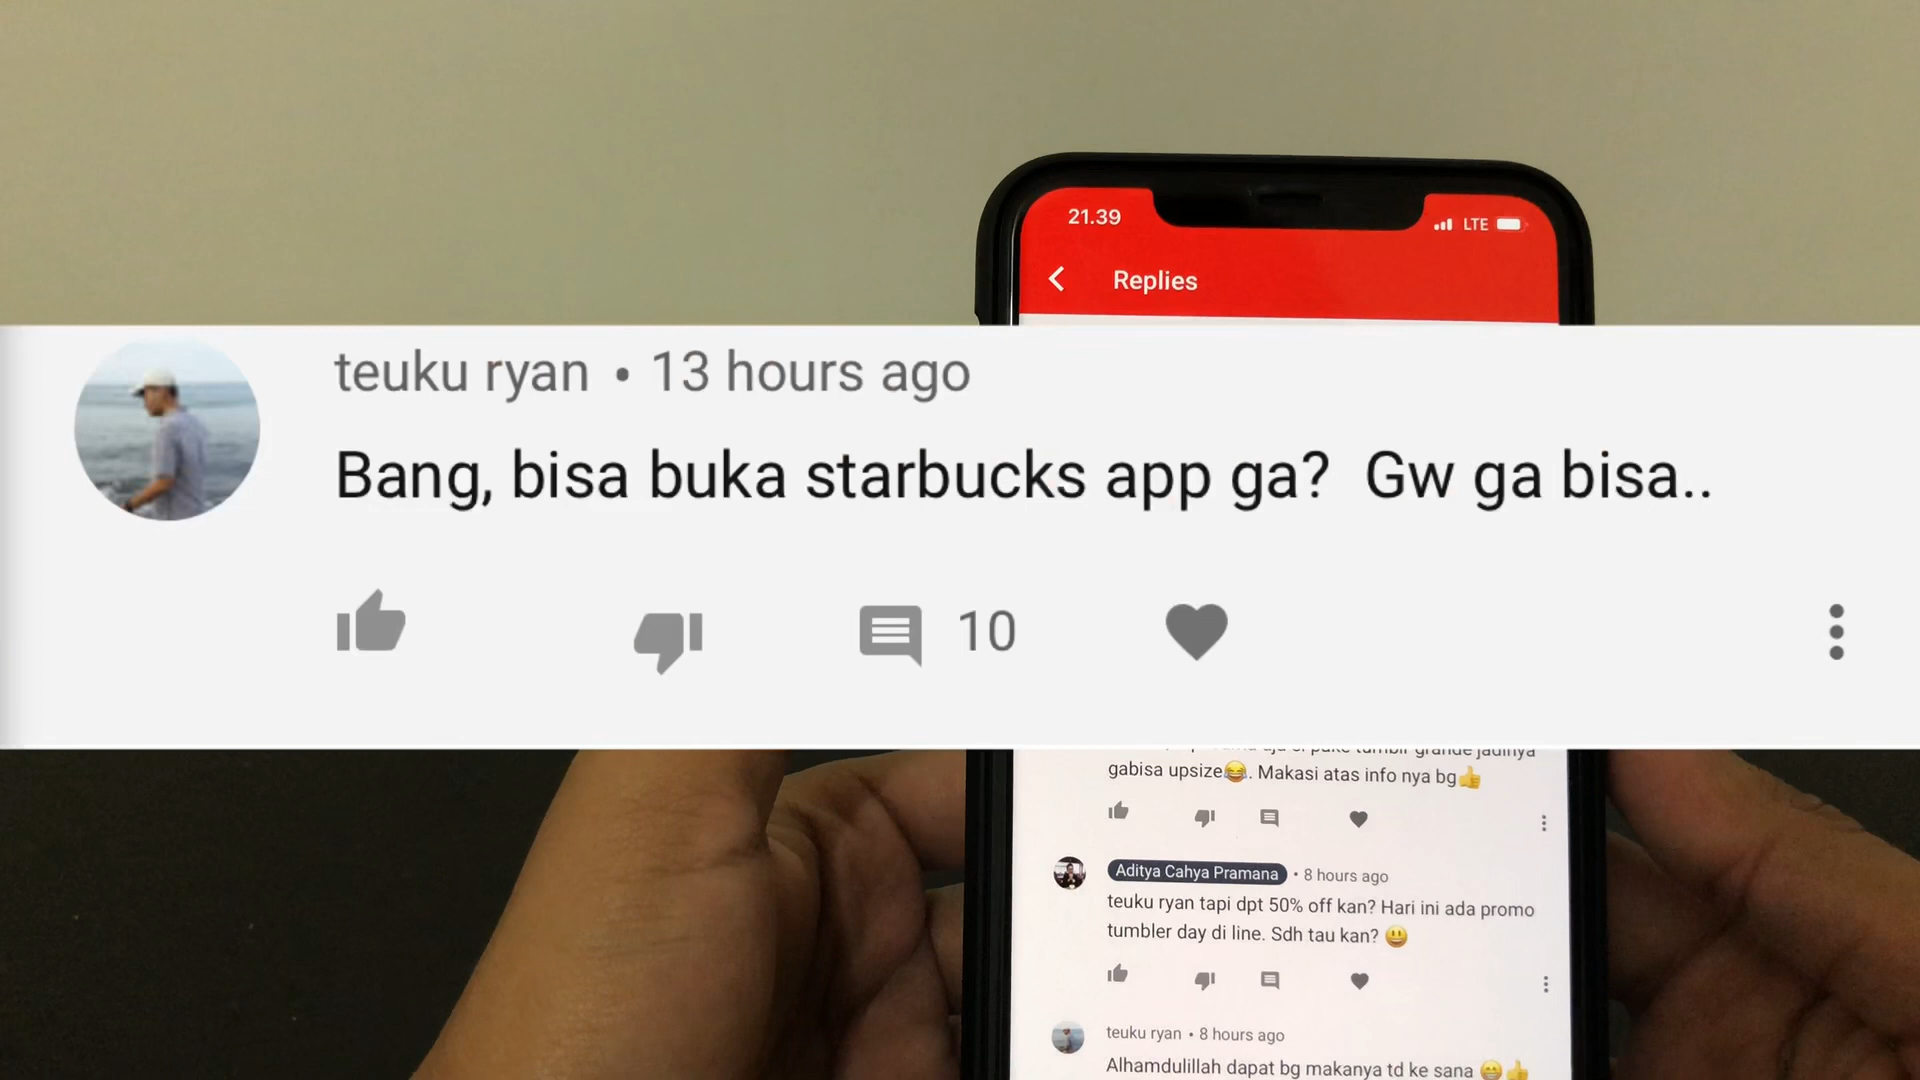 21.39
LTE
Replies
teuku ryan • 13 hours ago
Bang, bisa buka starbucks app ga? Gw ga bisa..
10
grande jadinya
gabisa upsize😂. Makasi atas info nya bg👍
Aditya Cahya Pramana • 8 hours ago
teuku ryan tapi dpt 50% off kan? Hari ini ada promo
tumbler day di line. Sdh tau kan? 😃
teuku ryan • 8 hours ago
Alhamdulillah dapat bg makanya td ke sana 😁👍